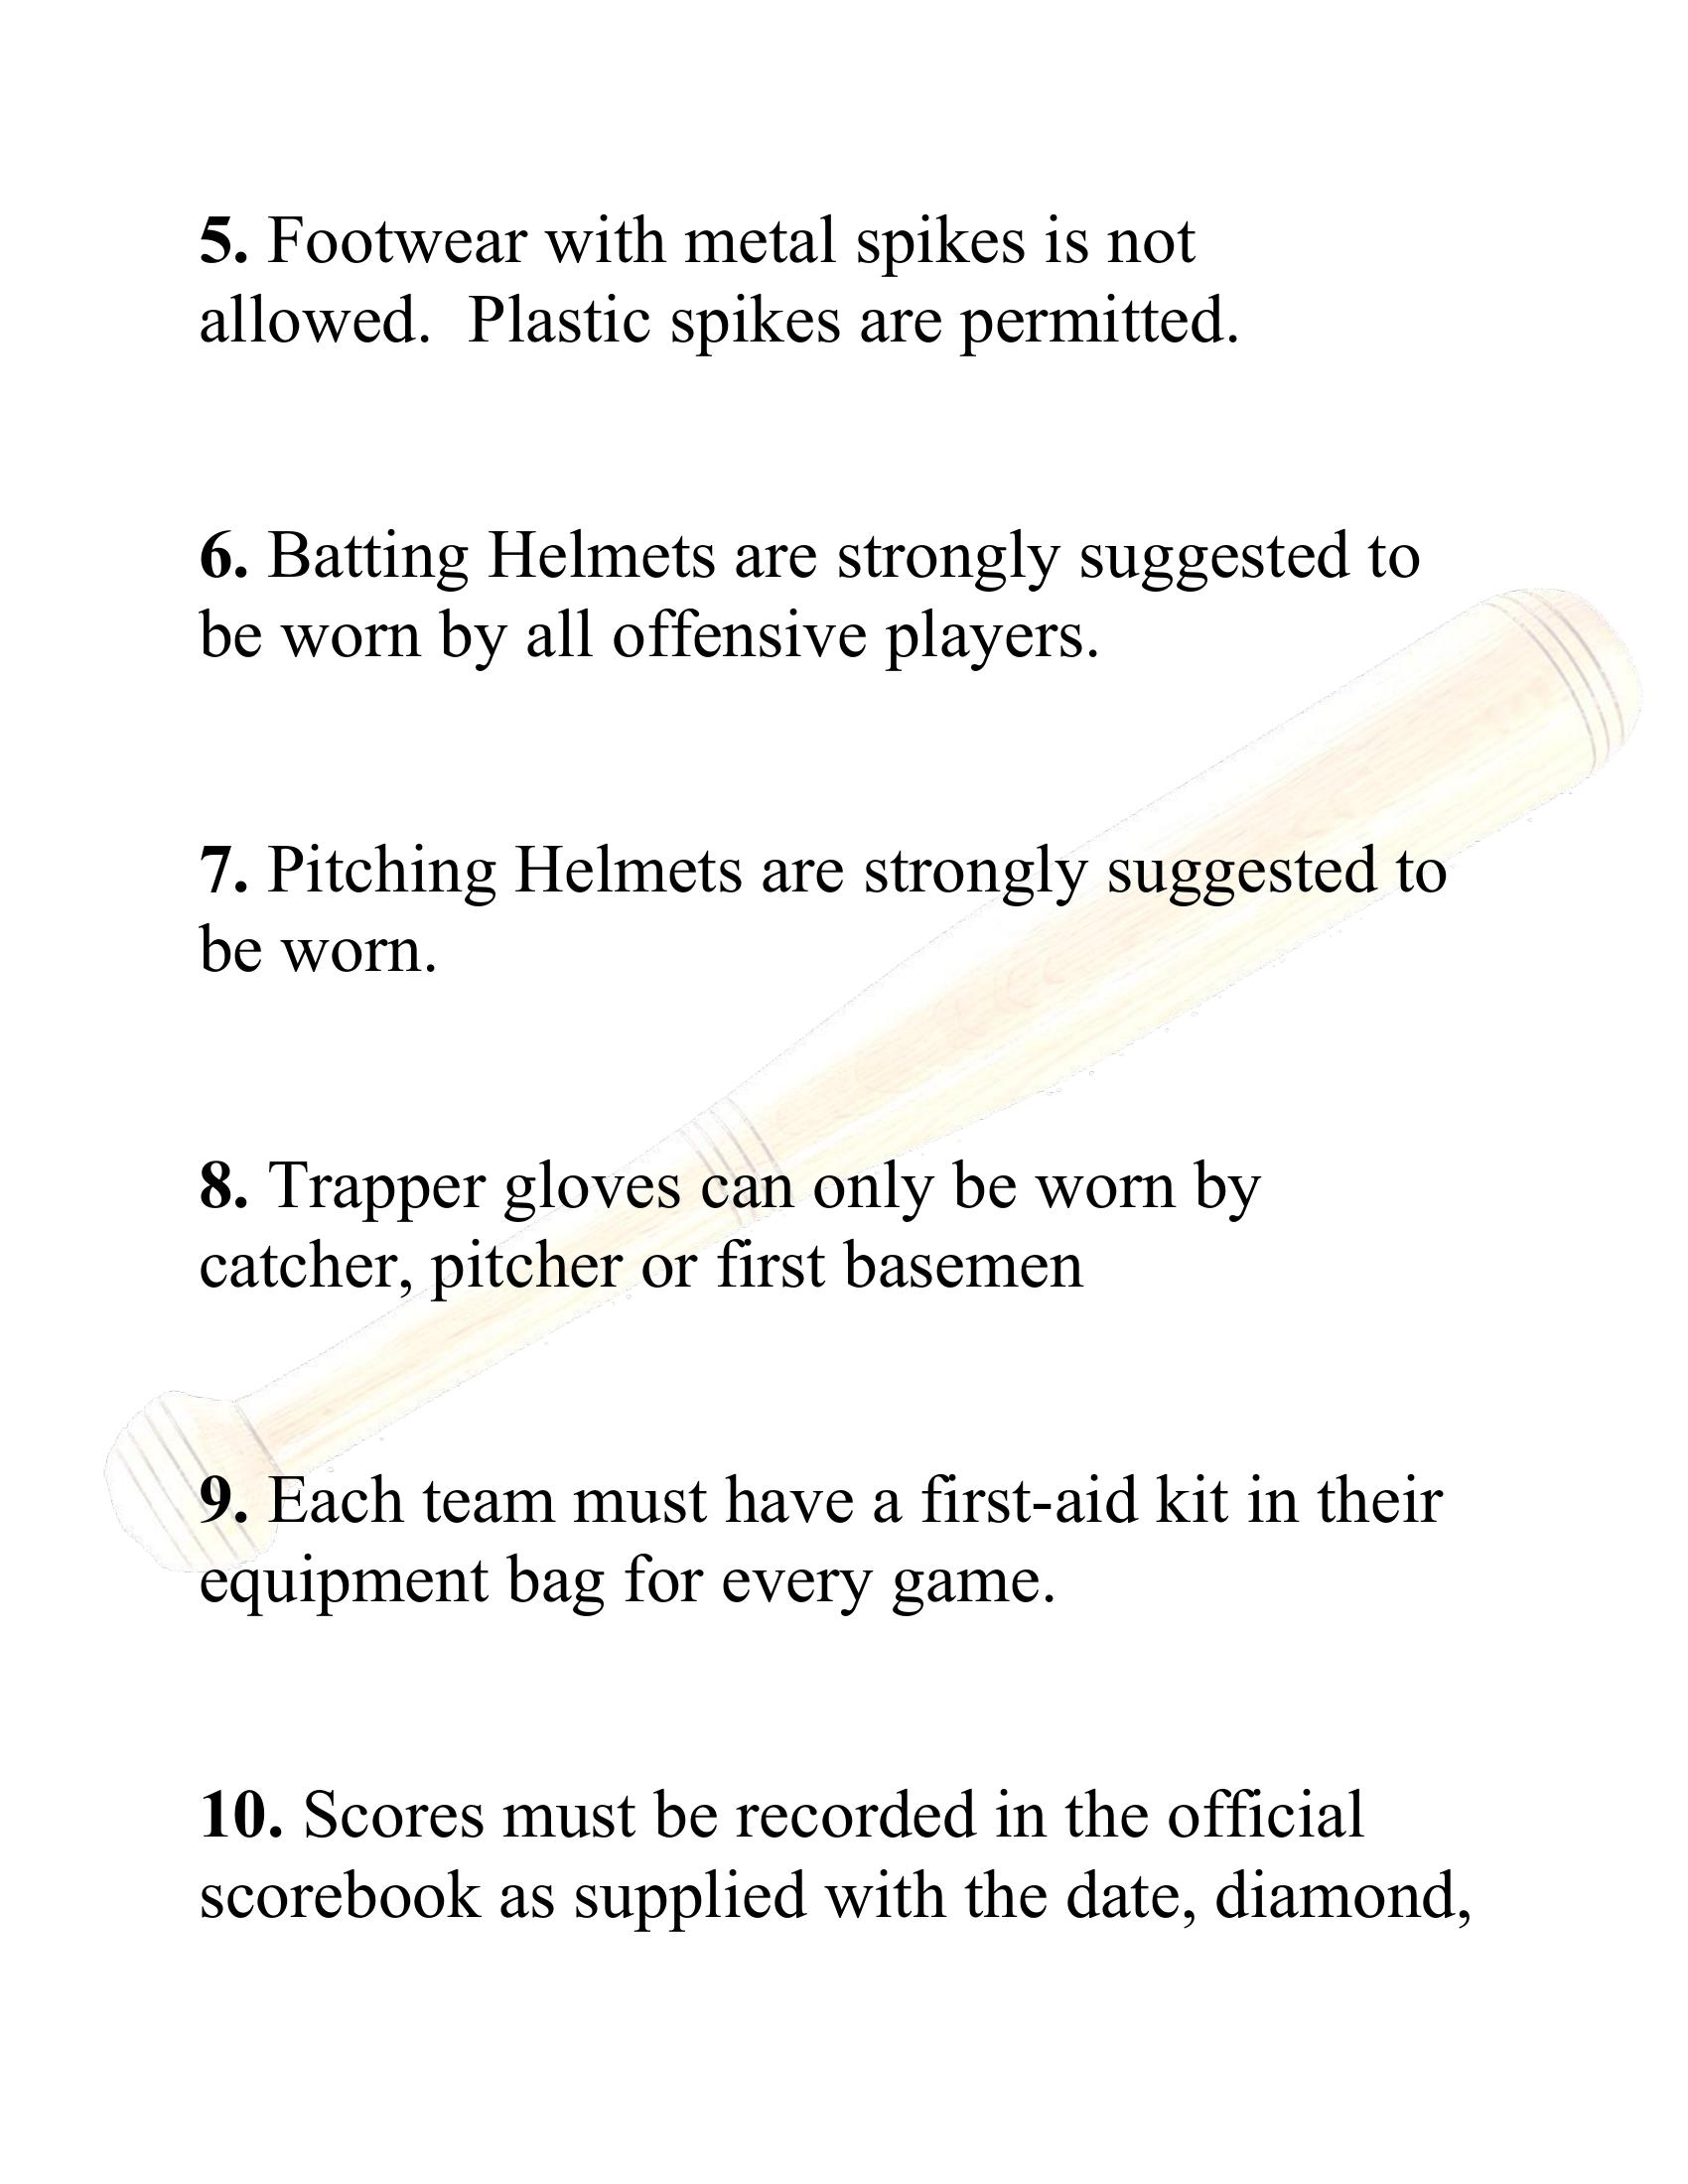 5. Footwear with metal spikes is not
allowed.  Plastic spikes are permitted.
6. Batting Helmets are strongly suggested to
be worn by all offensive players.
7. Pitching Helmets are strongly suggested to
be worn.
8. Trapper gloves can only be worn by
catcher, pitcher or first basemen
9. Each team must have a first-aid kit in their
equipment bag for every game.
10. Scores must be recorded in the official
scorebook as supplied with the date, diamond,